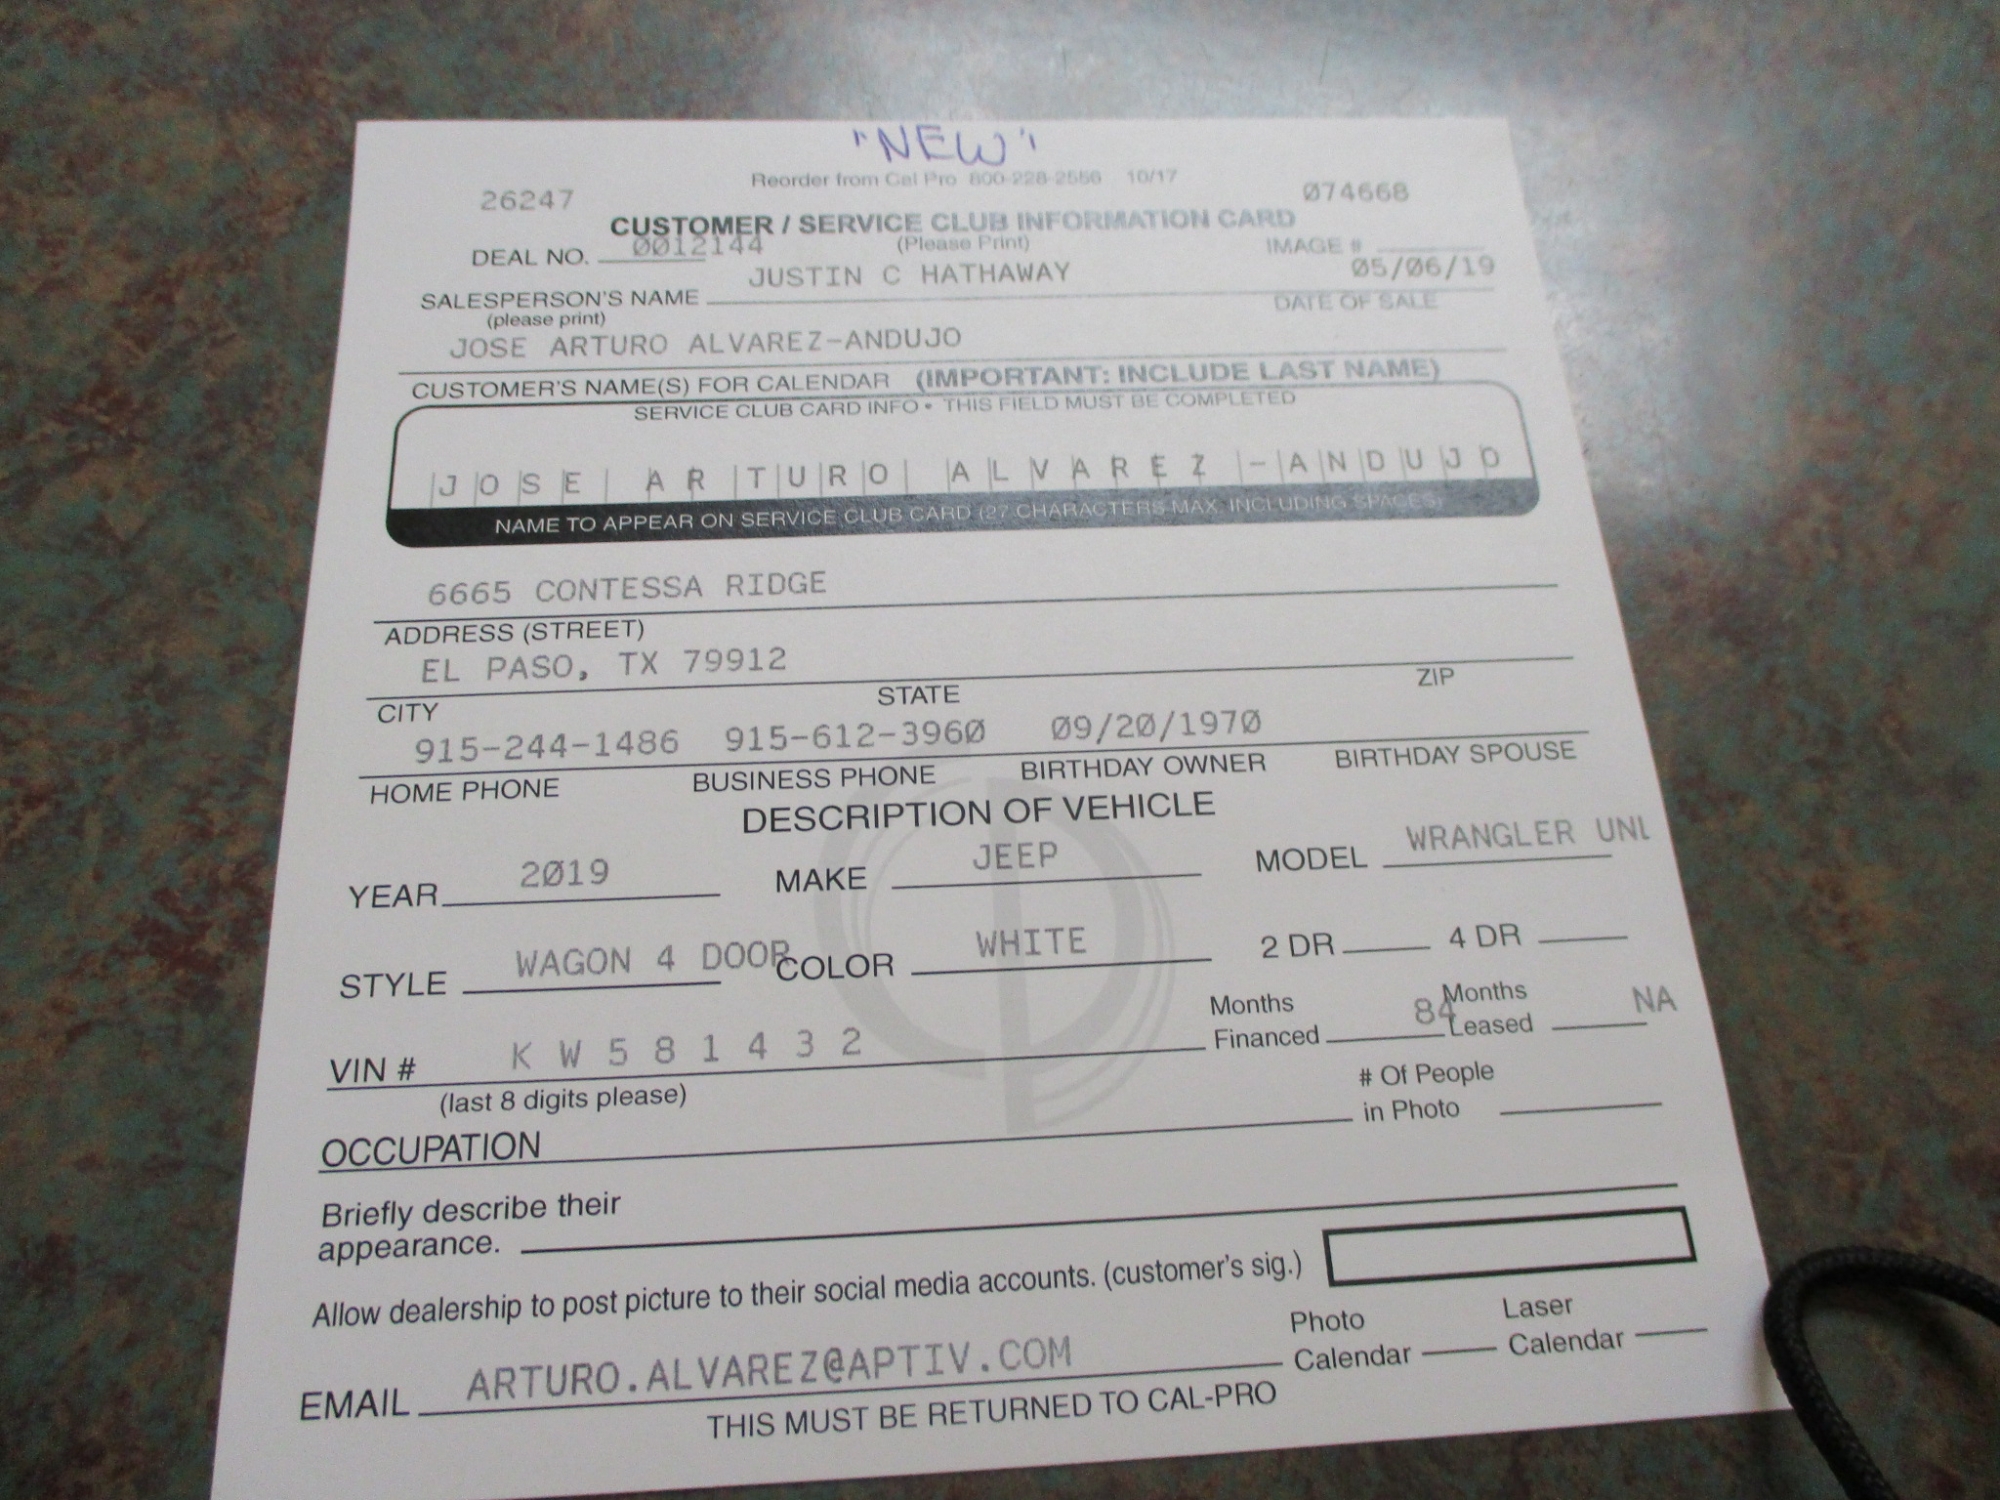 "NEW"
Reorder from Cal Pro 800-228-2556 10/17
26247 074668
CUSTOMER / SERVICE CLUB INFORMATION CARD
DEAL NO. 0012144 (Please Print) IMAGE #
JUSTIN C HATHAWAY 05/06/19
SALESPERSON'S NAME DATE OF SALE
(please print)
JOSE ARTURO ALVAREZ-ANDUJO
CUSTOMER'S NAME(S) FOR CALENDAR (IMPORTANT: INCLUDE LAST NAME)
SERVICE CLUB CARD INFO • THIS FIELD MUST BE COMPLETED
JOSE ARTURO ALVAREZ-ANDUJO
NAME TO APPEAR ON SERVICE CLUB CARD (27 CHARACTERS MAX, INCLUDING SPACES)
6665 CONTESSA RIDGE
ADDRESS (STREET)
EL PASO, TX 79912
CITY STATE ZIP
915-244-1486 915-612-3960 09/20/1970
HOME PHONE BUSINESS PHONE BIRTHDAY OWNER BIRTHDAY SPOUSE
DESCRIPTION OF VEHICLE
YEAR 2019 MAKE JEEP MODEL WRANGLER UNL
STYLE WAGON 4 DOOR COLOR WHITE 2 DR 4 DR
VIN # K W 5 8 1 4 3 2 Months Financed 84 Months Leased NA
(last 8 digits please)
OCCUPATION # Of People in Photo
Briefly describe their
appearance.
Allow dealership to post picture to their social media accounts. (customer's sig.)
EMAIL ARTURO.ALVAREZ@APTIV.COM Photo Calendar Laser Calendar
THIS MUST BE RETURNED TO CAL-PRO